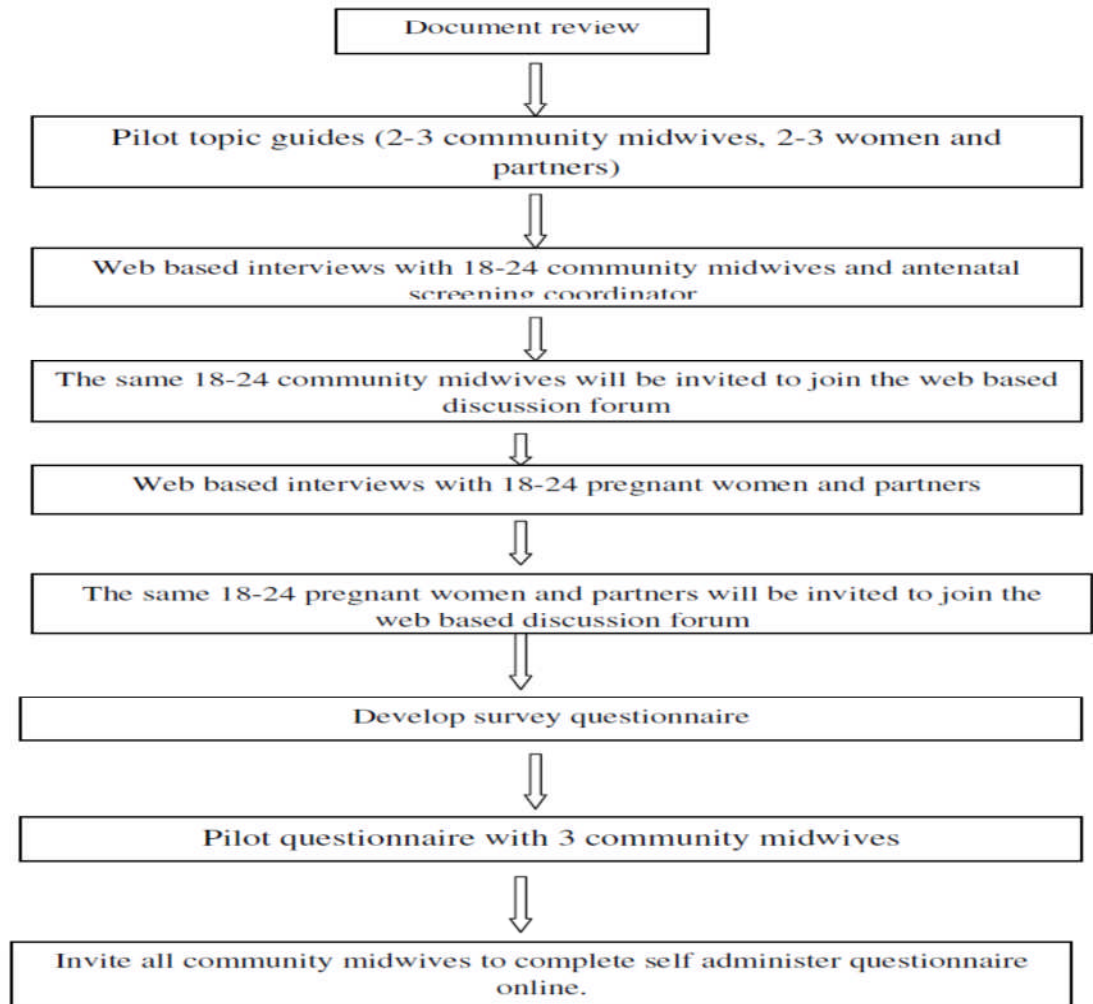 Document review
Pilot topic guides (2-3 community midwives, 2-3 women and
partners)
Web based interviews with 18-24 community midwives and antenatal
screening coordinator
The same 18-24 community midwives will be invited to join the web based
discussion forum
Web based interviews with 18-24 pregnant women and partners
The same 18-24 pregnant women and partners will be invited to join the
web based discussion forum
Develop survey questionnaire
Pilot questionnaire with 3 community midwives
Invite all community midwives to complete self administer questionnaire
online.